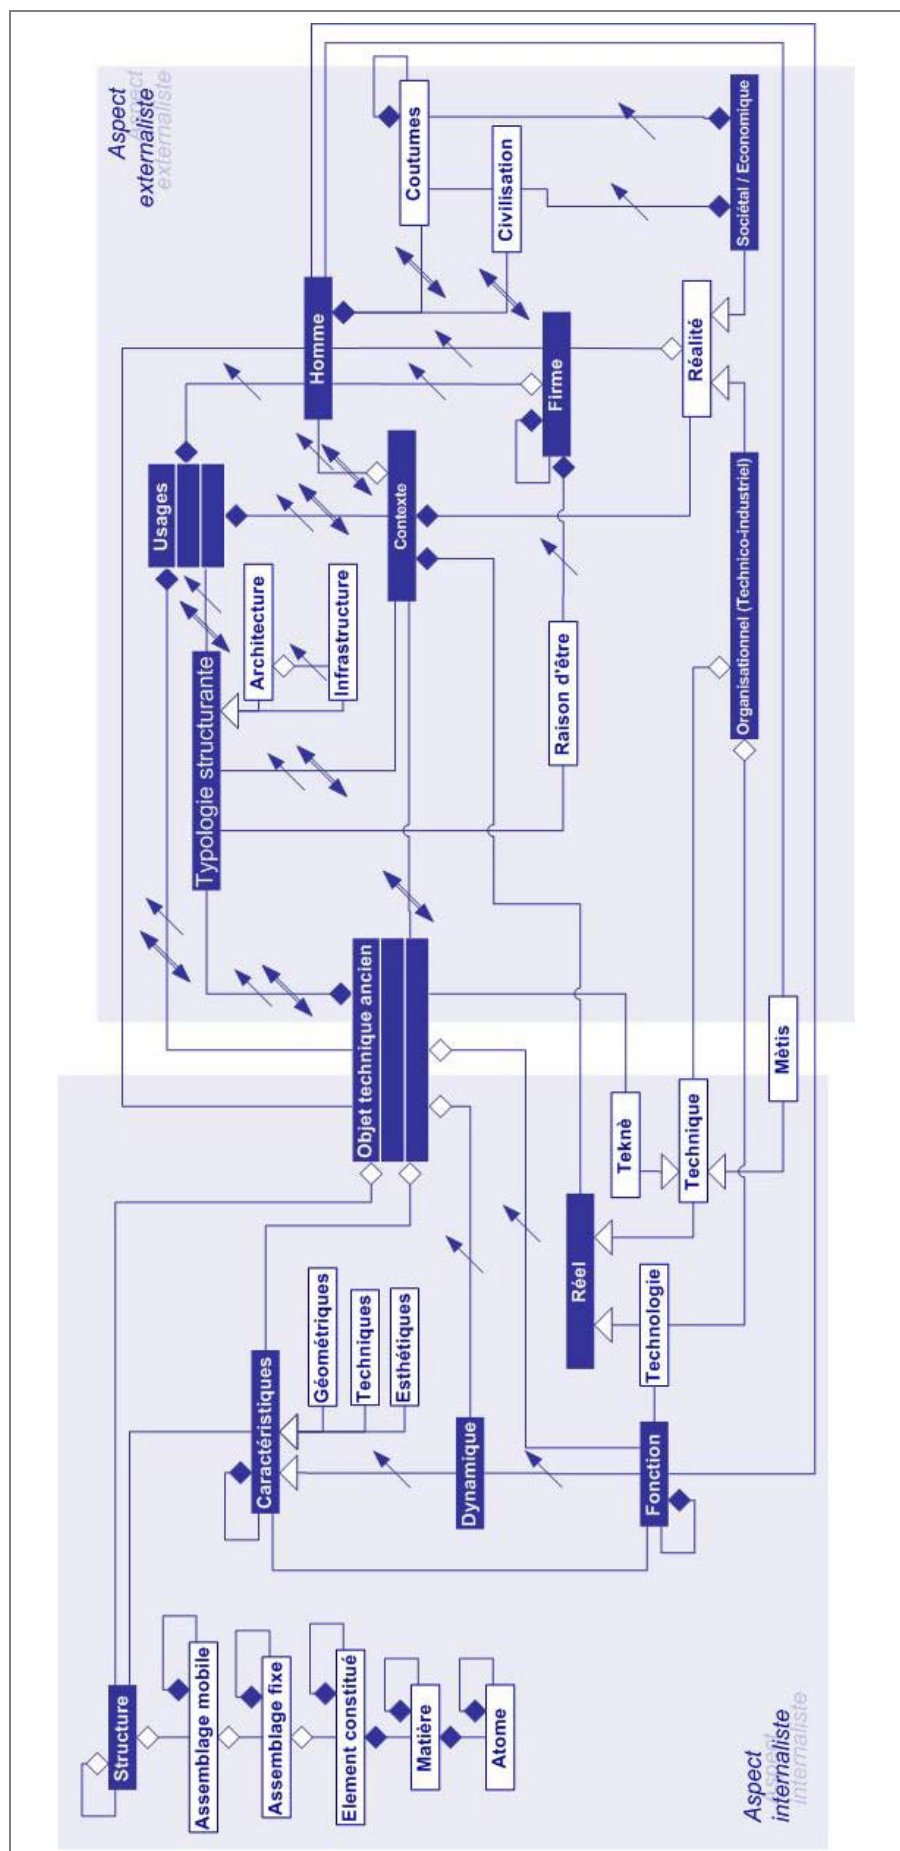 Aspect
externaliste
Coutumes
Civilisation
Sociétal / Economique
Homme
Firme
Réalité
Usages
Contexte
Architecture
Infrastructure
Typologie structurante
Raison d'être
Organisationnel (Technico-industriel)
Objet technique ancien
Teknè
Technique
Mètis
Réel
Technologie
Géométriques
Techniques
Esthétiques
Caractéristiques
Dynamique
Fonction
Structure
Assemblage mobile
Assemblage fixe
Element constitué
Matière
Atome
Aspect
internaliste